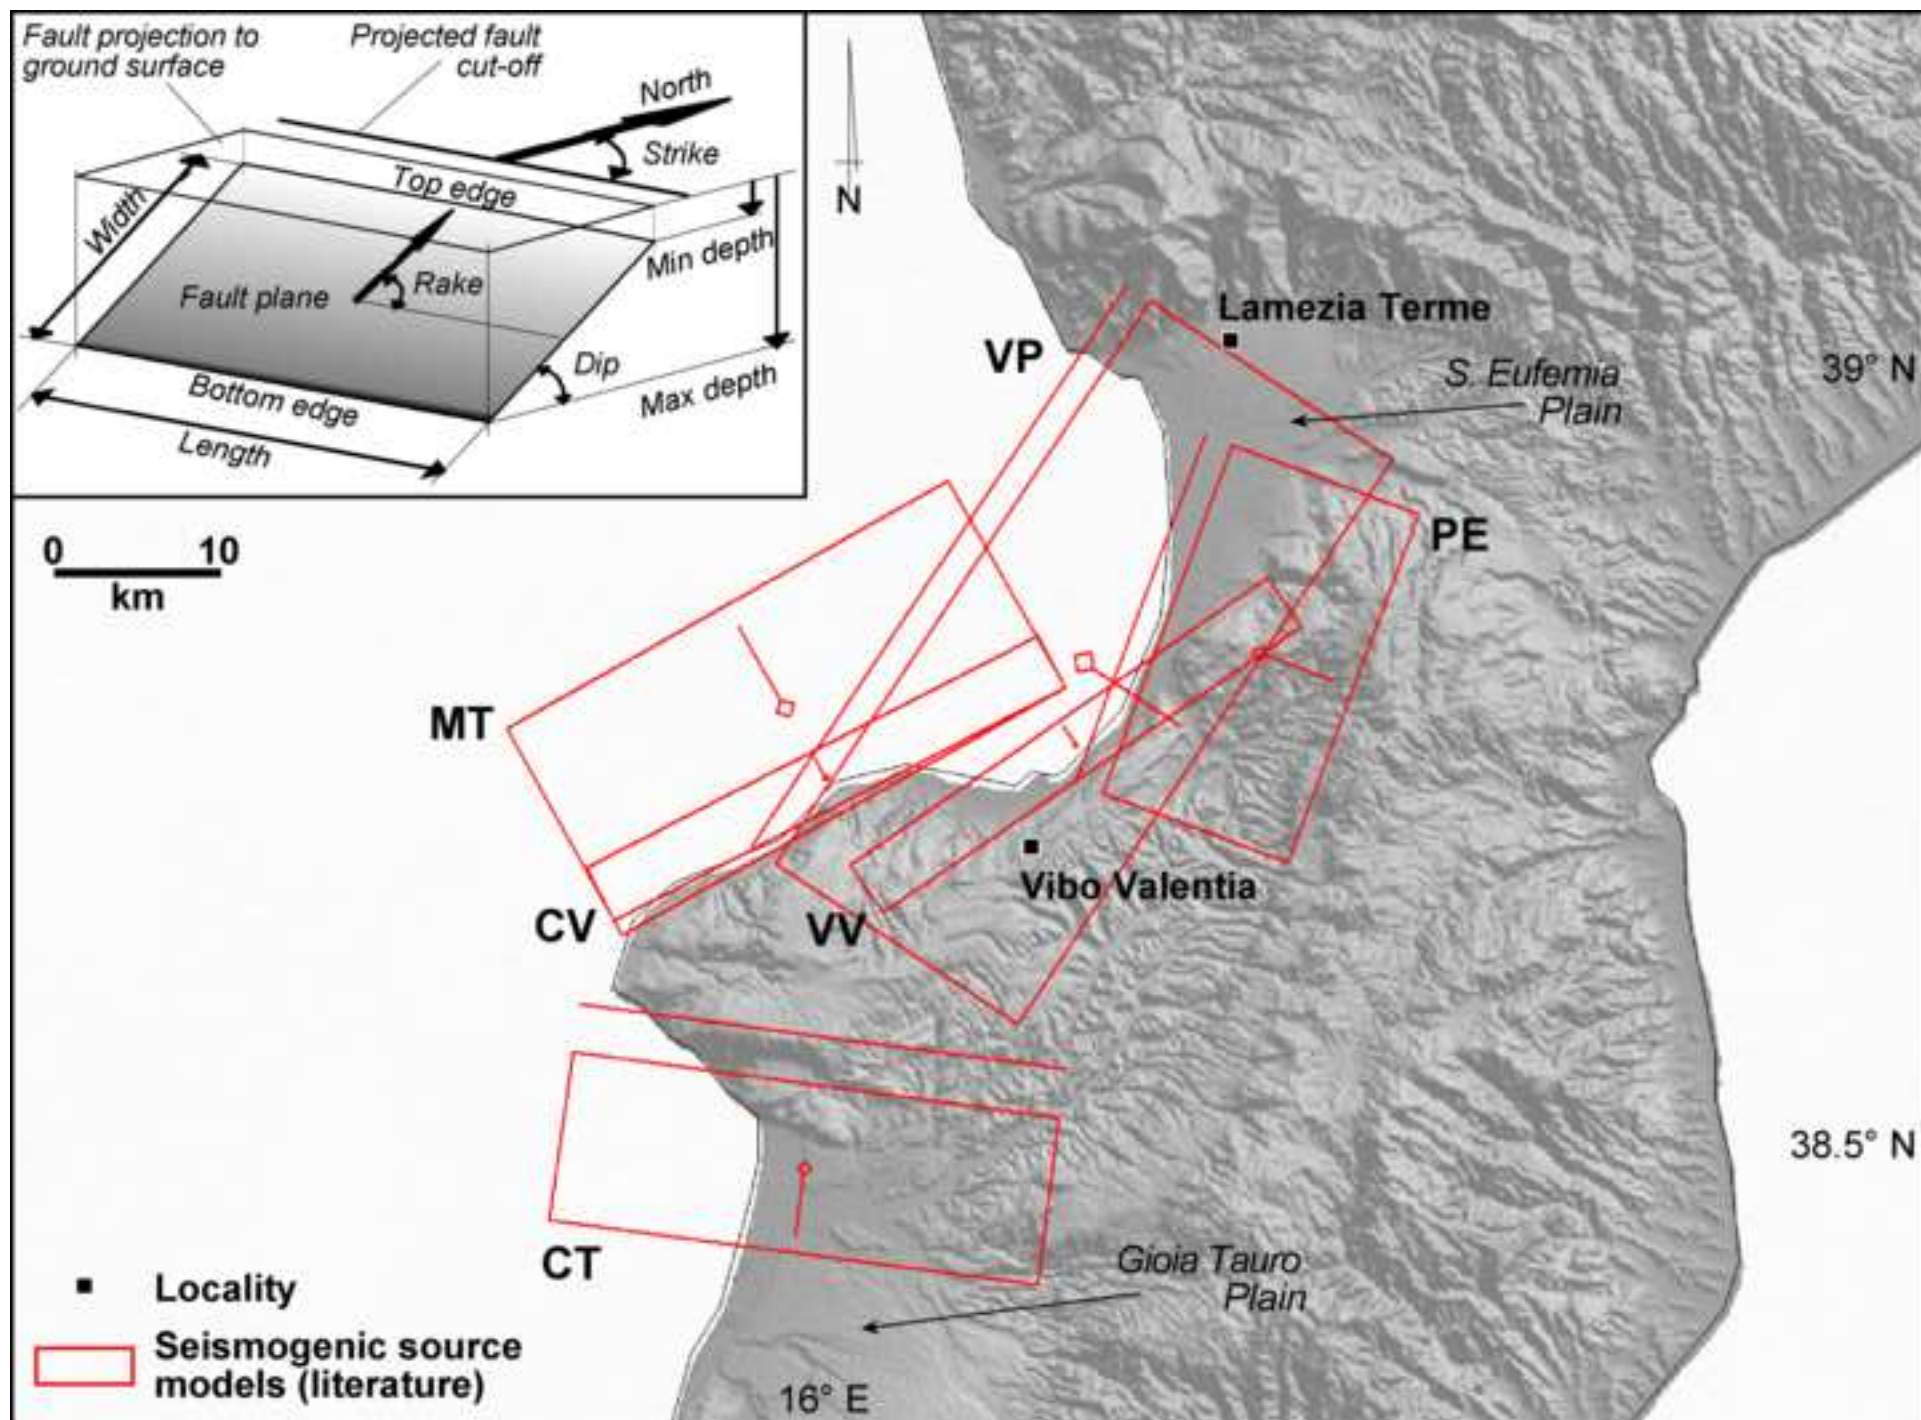 Fault projection to
ground surface
Projected fault
cut-off
North
Strike
Top edge
Width
Min depth
Rake
Fault plane
Dip
Max depth
Bottom edge
Length
N
0 10
km
Lamezia Terme
VP
S. Eufemia
Plain
39° N
PE
MT
CV
VV
Vibo Valentia
38.5° N
CT
Gioia Tauro
Plain
Locality
Seismogenic source
models (literature)
16° E